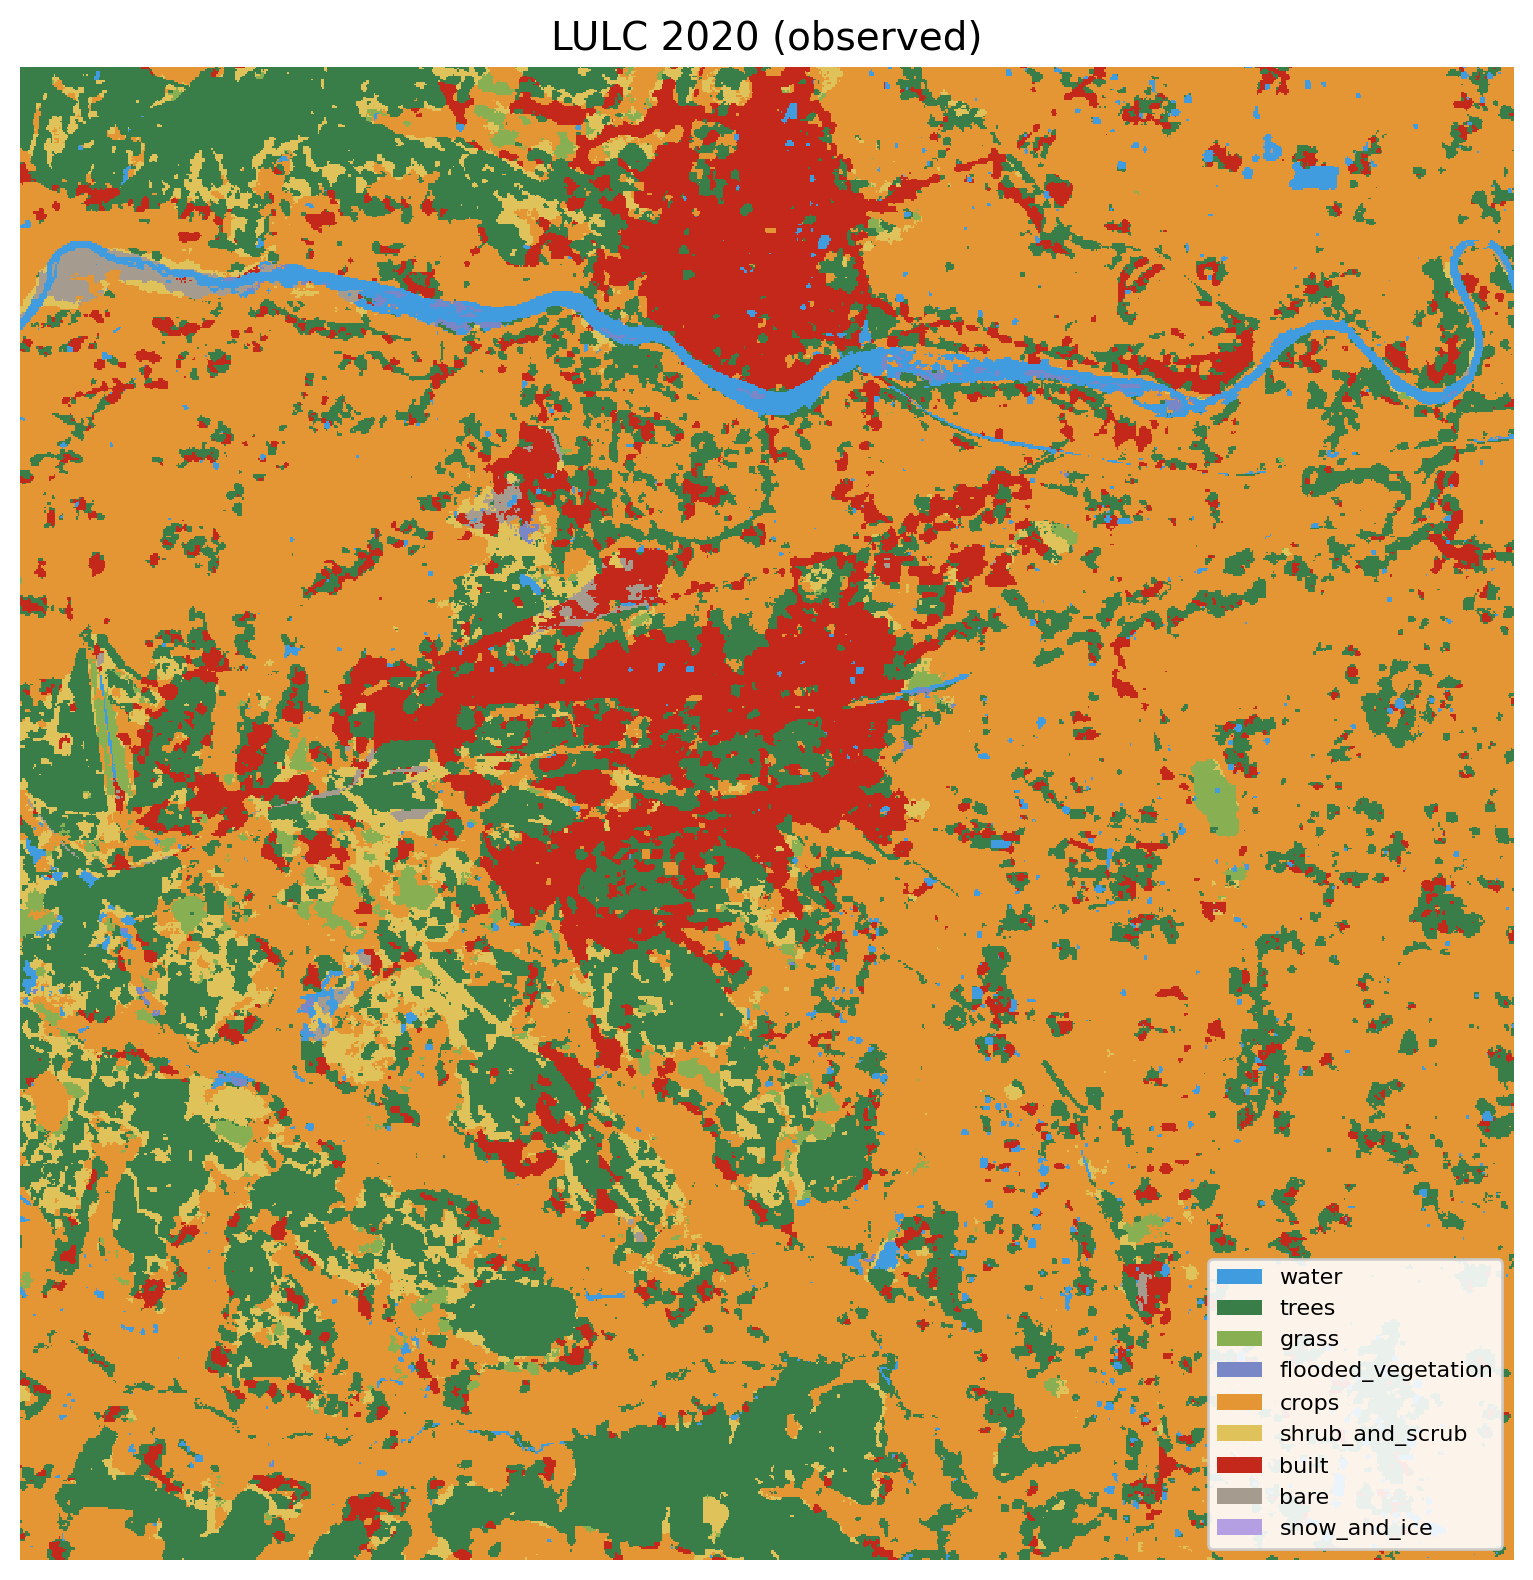 LULC 2020 (observed)
water
trees
grass
flooded_vegetation
crops
shrub_and_scrub
built
bare
snow_and_ice